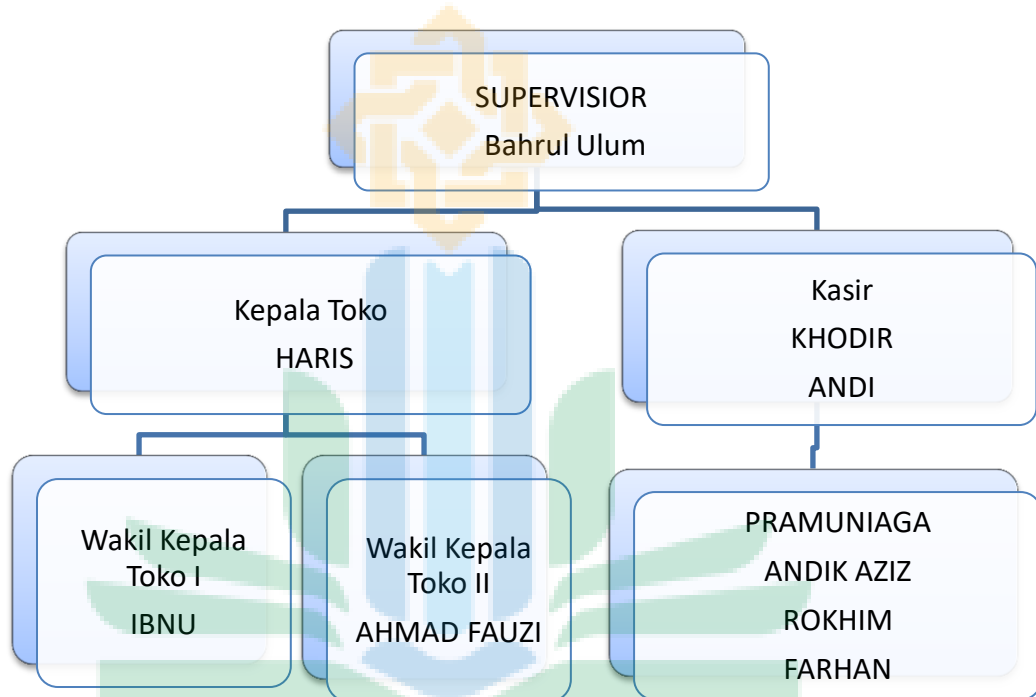 SUPERVISIOR
Bahrul Ulum
Kepala Toko
HARIS
Kasir
KHODIR
ANDI
Wakil Kepala
Toko I
IBNU
Wakil Kepala
Toko II
AHMAD FAUZI
PRAMUNIAGA
ANDIK AZIZ
ROKHIM
FARHAN